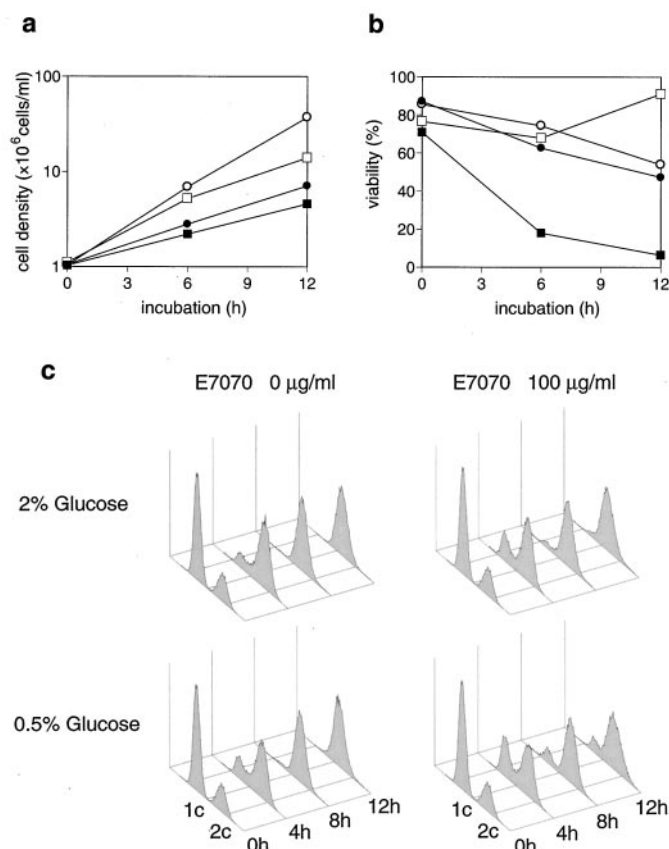 a
cell density (x10⁶cells/ml)
100
10
1
0 3 6 9 12
incubation (h)
b
viability (%)
100
80
60
40
20
0
0 3 6 9 12
incubation (h)
c
E7070 0 µg/ml
E7070 100 µg/ml
2% Glucose
0.5% Glucose
1c
2c
0h
4h
8h
12h
1c
2c
0h
4h
8h
12h